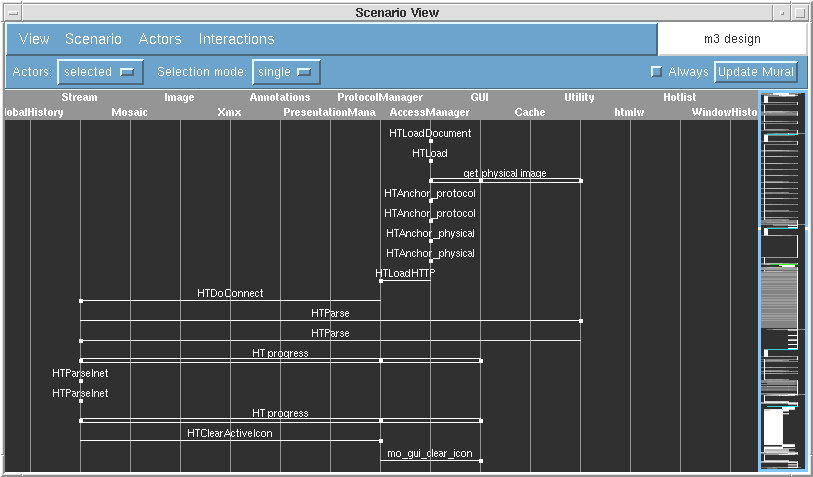 Scenario View
View Scenario Actors Interactions m3 design
Actors: selected Selection mode: single Always Update Mural
Stream Image Annotations ProtocolManager GUI Utility Hotlist
lobalHistory Mosaic Xmx PresentationMana AccessManager Cache htmlw WindowHisto
HTLoadDocument
HTLoad
get physical image
HTAnchor_protocol
HTAnchor_protocol
HTAnchor_physical
HTAnchor_physical
HTLoadHTTP
HTDoConnect
HTParse
HTParse
HT progress
HTParseInet
HTParseInet
HT progress
HTClearActiveIcon
mo_gui_clear_icon